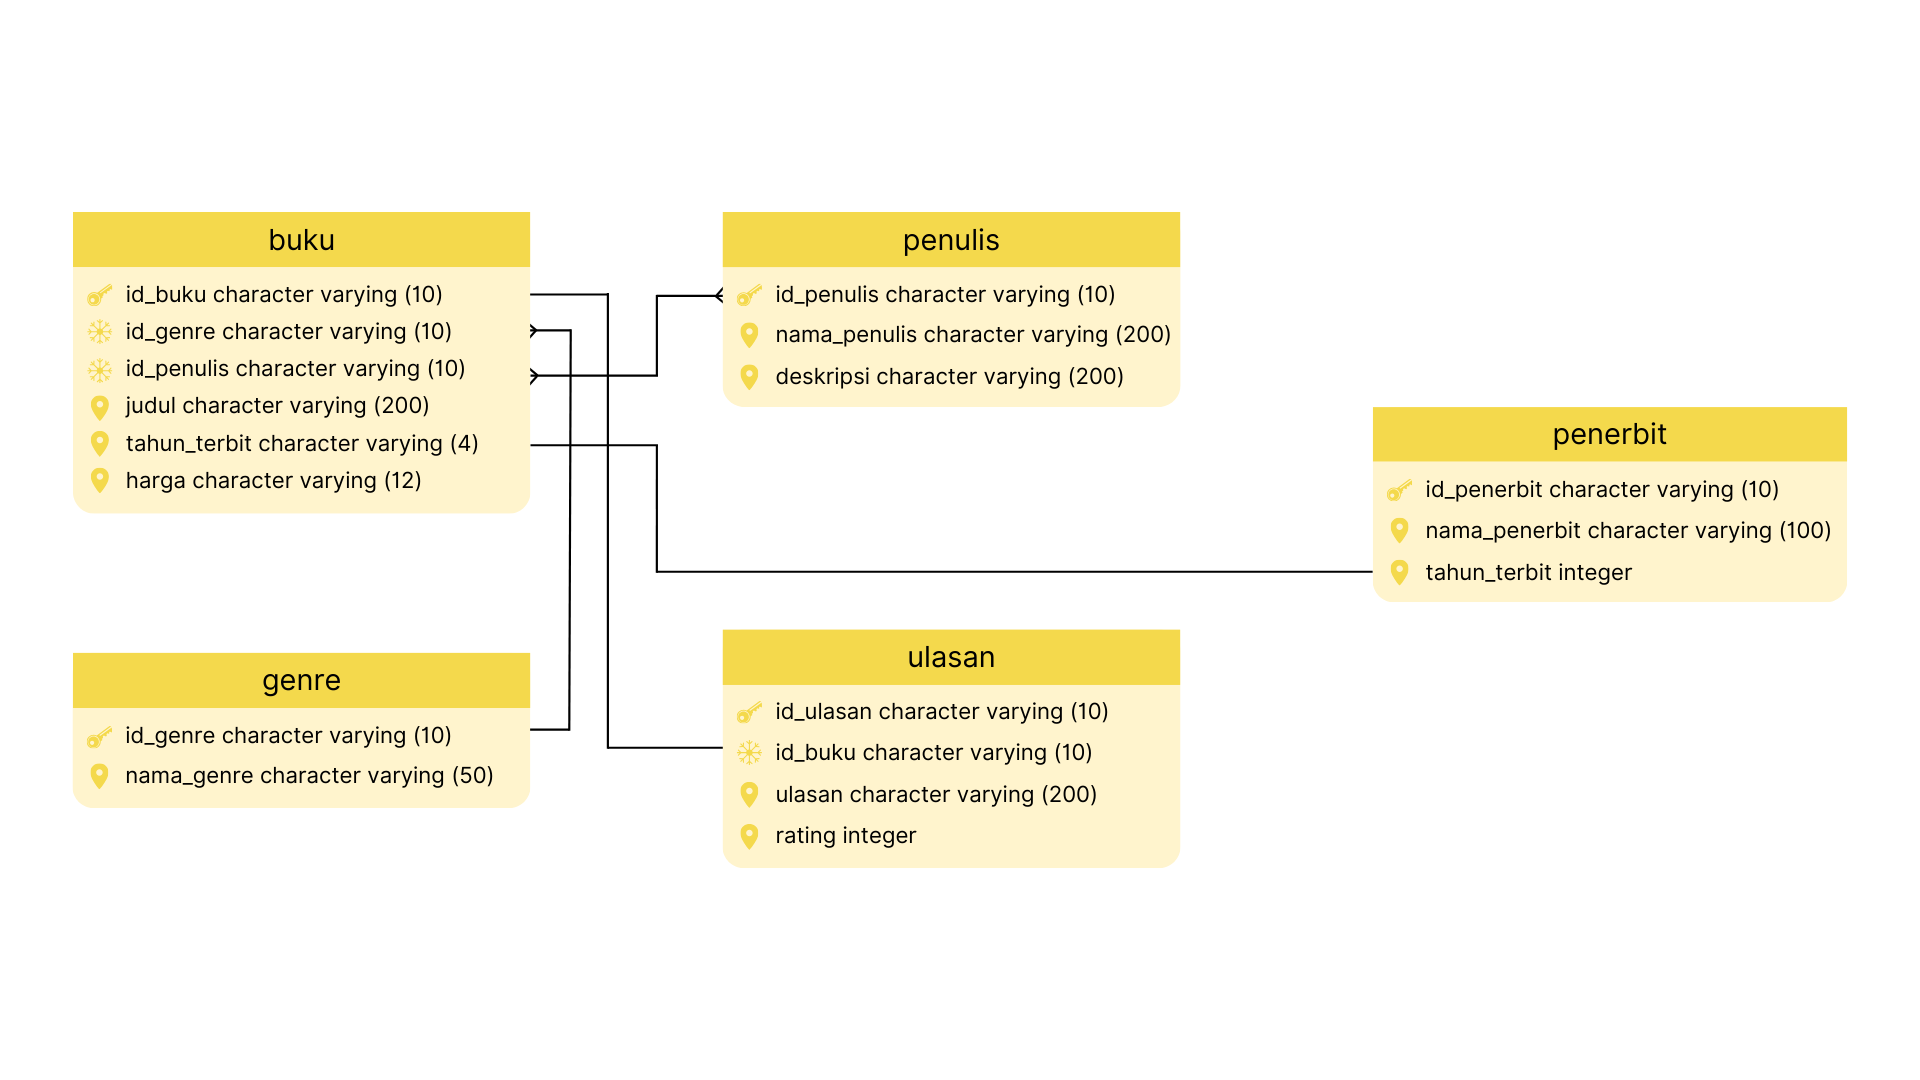 buku
id_buku character varying (10)
id_genre character varying (10)
id_penulis character varying (10)
judul character varying (200)
tahun_terbit character varying (4)
harga character varying (12)
penulis
id_penulis character varying (10)
nama_penulis character varying (200)
deskripsi character varying (200)
penerbit
id_penerbit character varying (10)
nama_penerbit character varying (100)
tahun_terbit integer
genre
id_genre character varying (10)
nama_genre character varying (50)
ulasan
id_ulasan character varying (10)
id_buku character varying (10)
ulasan character varying (200)
rating integer